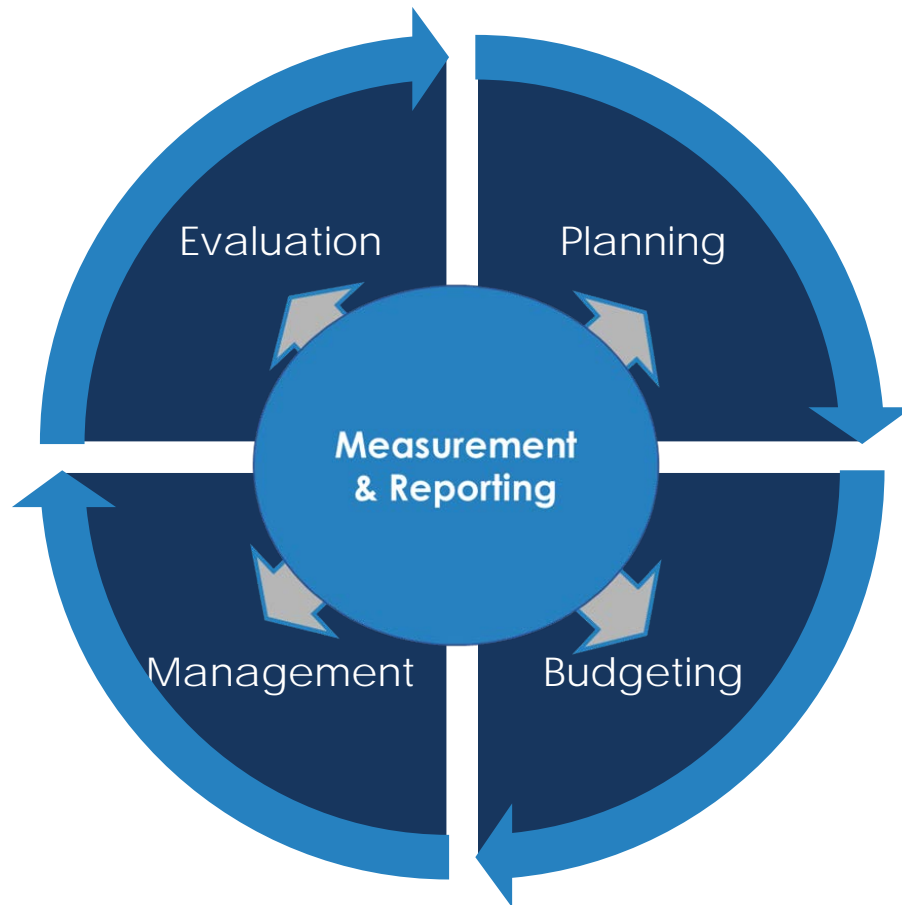 Evaluation
Planning
Measurement
& Reporting
Management
Budgeting